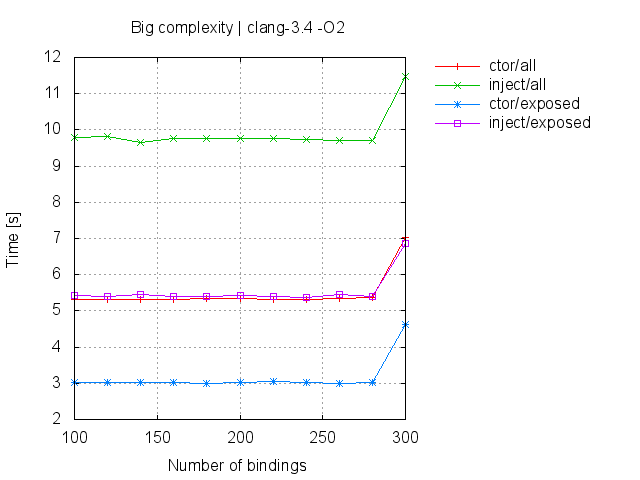 Big complexity | clang-3.4 -O2
12
11
10
9
8
7
6
5
4
3
2
Time [s]
100
150
200
250
300
Number of bindings
ctor/all
inject/all
ctor/exposed
inject/exposed